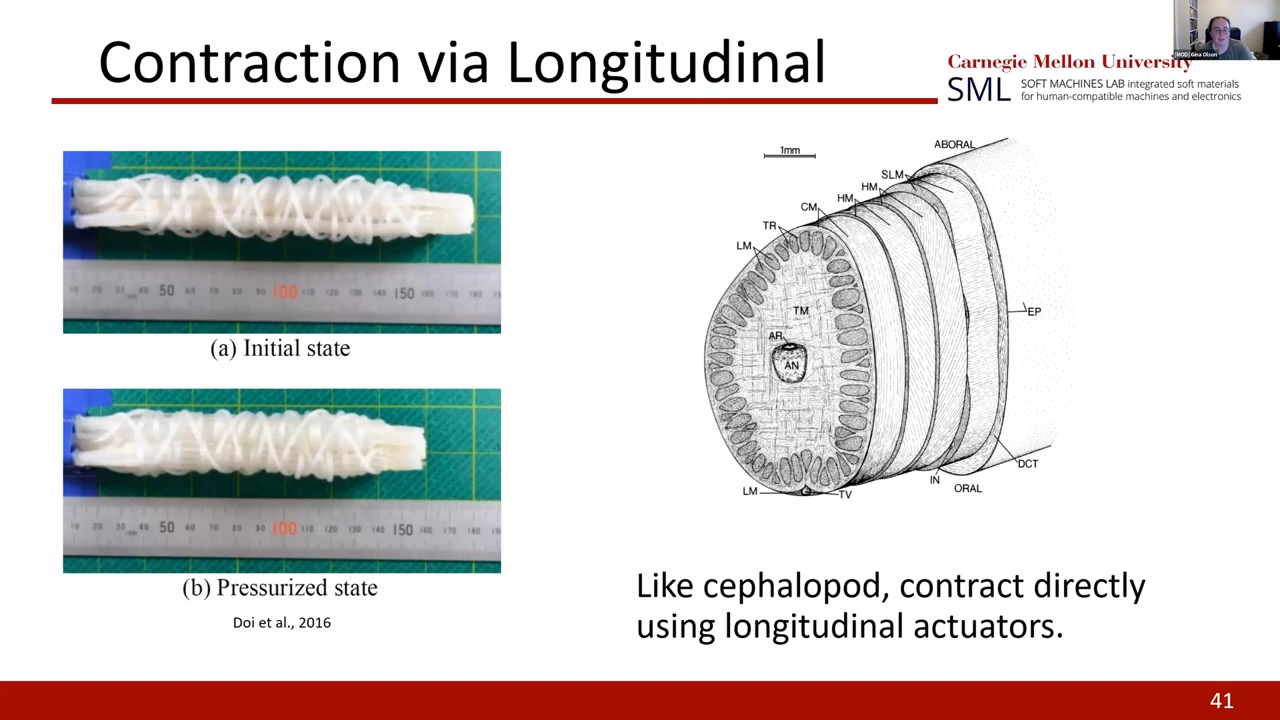 Contraction via Longitudinal
Carnegie Mellon University
SML
SOFT MACHINES LAB integrated soft materials
for human-compatible machines and electronics
Gina Olson
50
100
150
(a) Initial state
50
100
150
(b) Pressurized state
Doi et al., 2016
1mm
ABORAL
SLM
HM
HM
CM
TR
LM
TM
AR
AN
EP
DCT
IN
ORAL
LM
TV
Like cephalopod, contract directly
using longitudinal actuators.
41